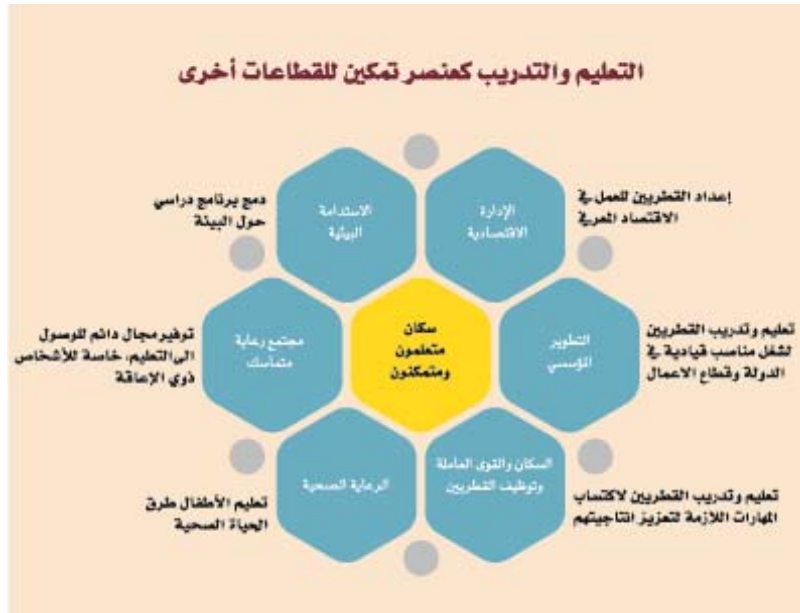 التعليم والتدريب كعنصر تمكين للقطاعات أخرى
إعداد القطريين للعمل في
الاقتصاد المعرفي
الإدارة
الاقتصادية
الاستدامة
البيئية
دمج برنامج دراسي
حول البيئة
تعليم وتدريب القطريين
لشغل مناسب قيادية في
الدولة وقطاع الاعمال
التطوير
المؤسسي
سكان
متعلمون
ومتمكنون
مجتمع رعاية
متماسك
توفير مجال دائم للوصول
الى التعليم، خاصة للأشخاص
ذوي الإعاقة
تعليم وتدريب القطريين لاكتساب
المهارات اللازمة لتعزيز انتاجيتهم
السكان والقوى العاملة
وتوظيف القطريين
الرعاية الصحية
تعليم الأطفال طرق
الحياة الصحية